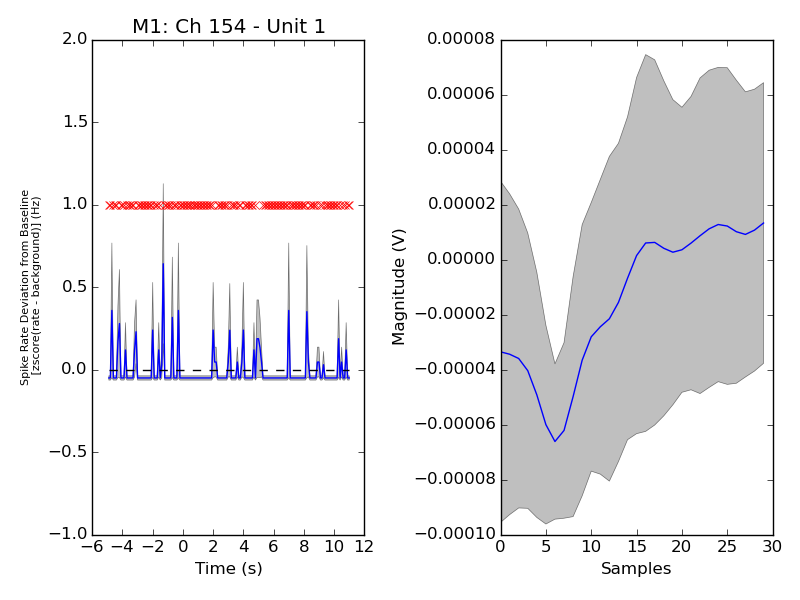 M1: Ch 154 - Unit 1
2.0
1.5
1.0
0.5
0.0
−0.5
−1.0
−6 −4 −2 0 2 4 6 8 10 12
Time (s)
Spike Rate Deviation from Baseline
[zscore(rate - background)] (Hz)
0.00008
0.00006
0.00004
0.00002
0.00000
−0.00002
−0.00004
−0.00006
−0.00008
−0.00010
0 5 10 15 20 25 30
Samples
Magnitude (V)